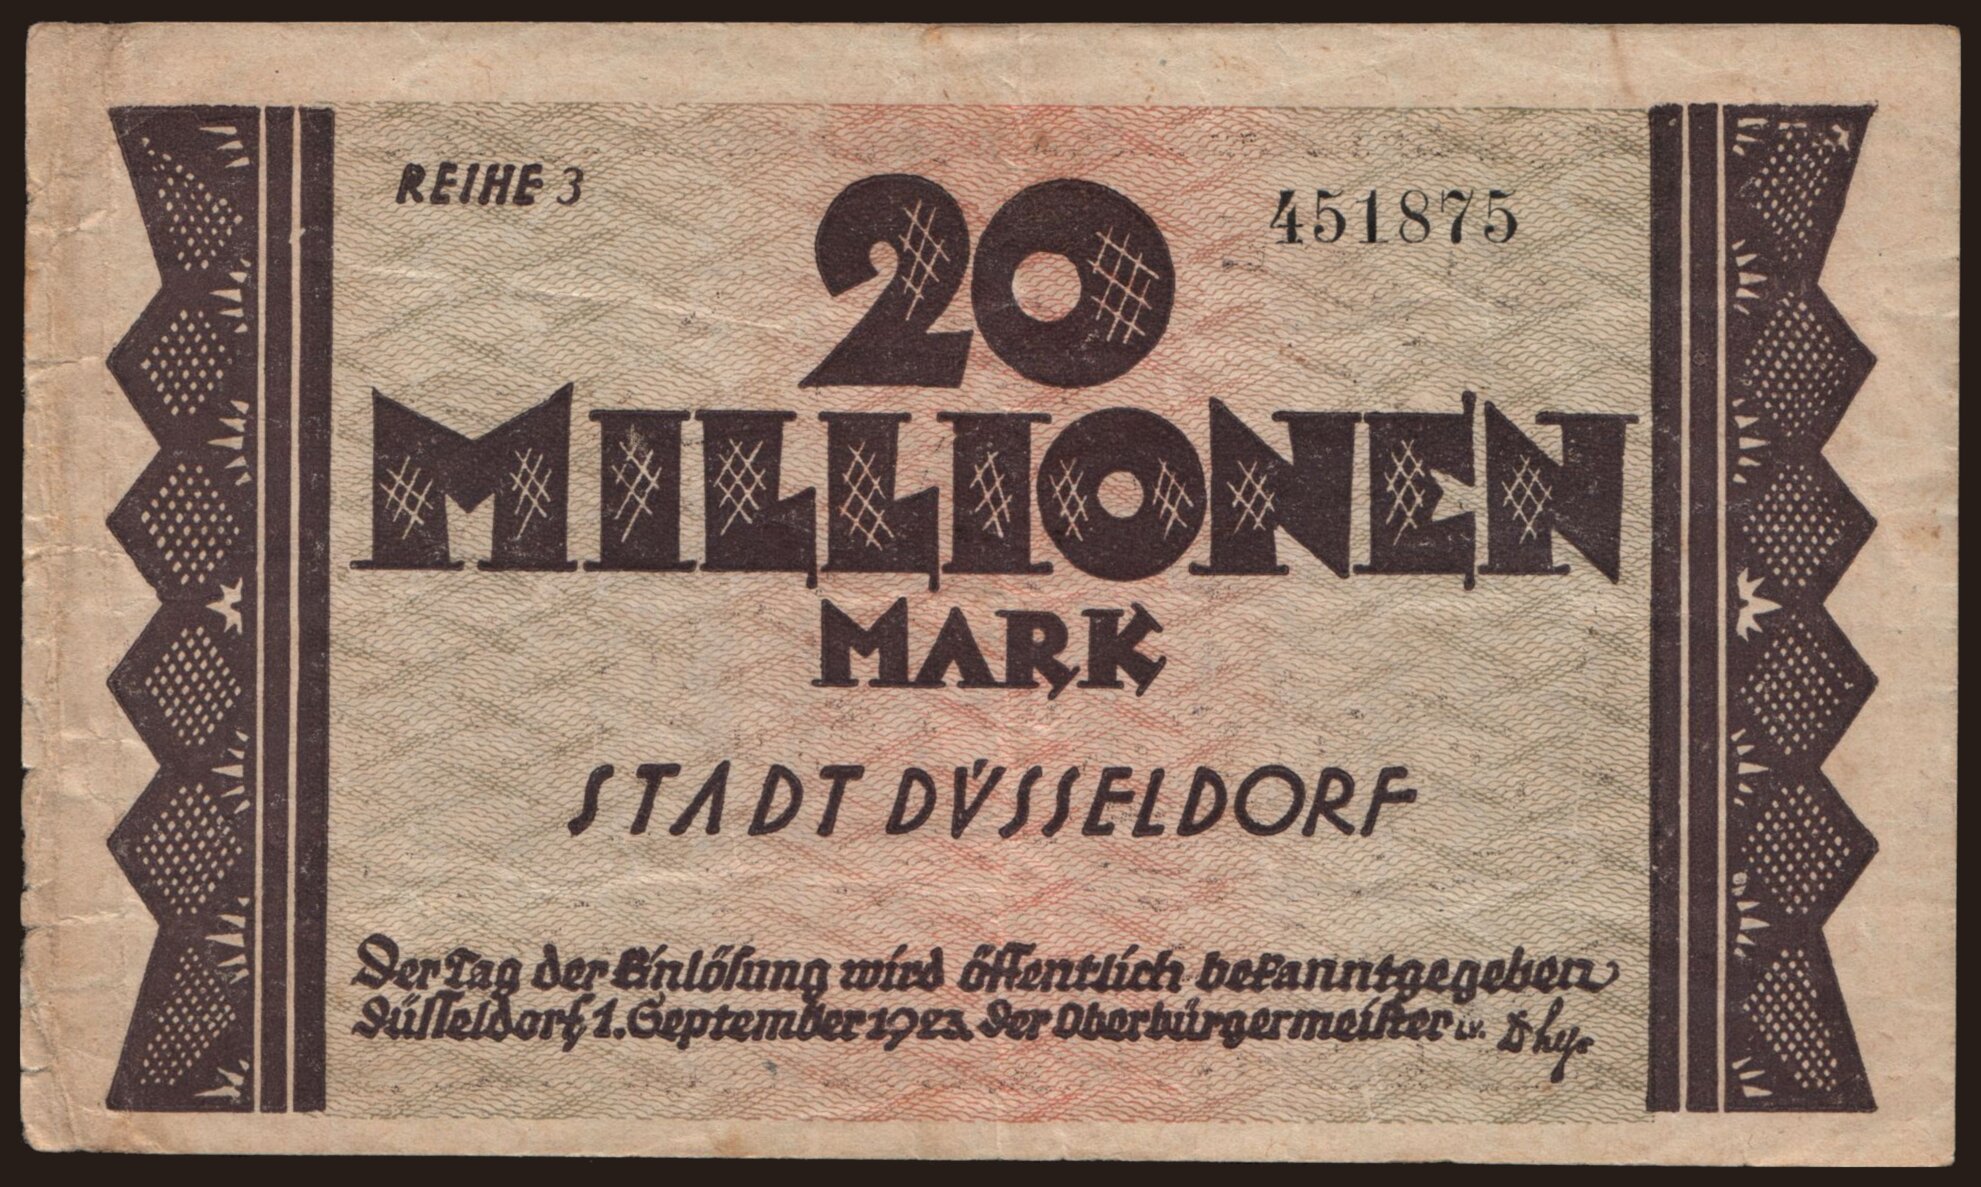 REIHE 3
451875
20
MILLIONEN
MARK
STADT DÜSSELDORF
Der Tag der Einlösung wird öffentlich bekanntgegeben
Düsseldorf, 1. September 1923. Der Oberbürgermeister i.v.